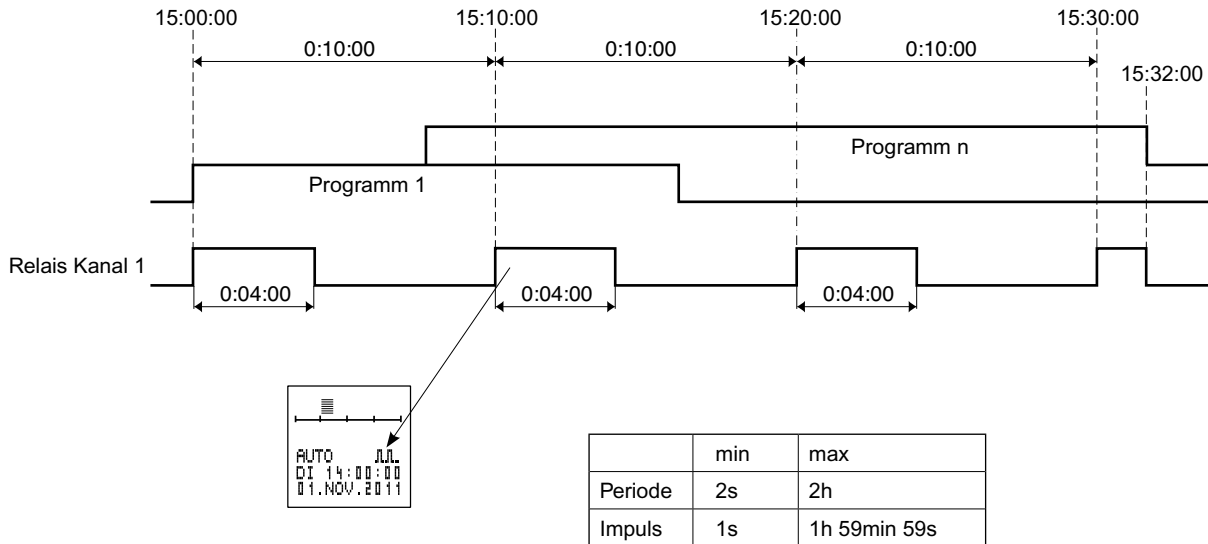 15:00:00 15:10:00 15:20:00 15:30:00
0:10:00 0:10:00 0:10:00
15:32:00
Programm n
Programm 1
Relais Kanal 1
0:04:00 0:04:00 0:04:00
AUTO
DI 14:00:00
01.NOV.2011
min max
Periode 2s 2h
Impuls 1s 1h 59min 59s